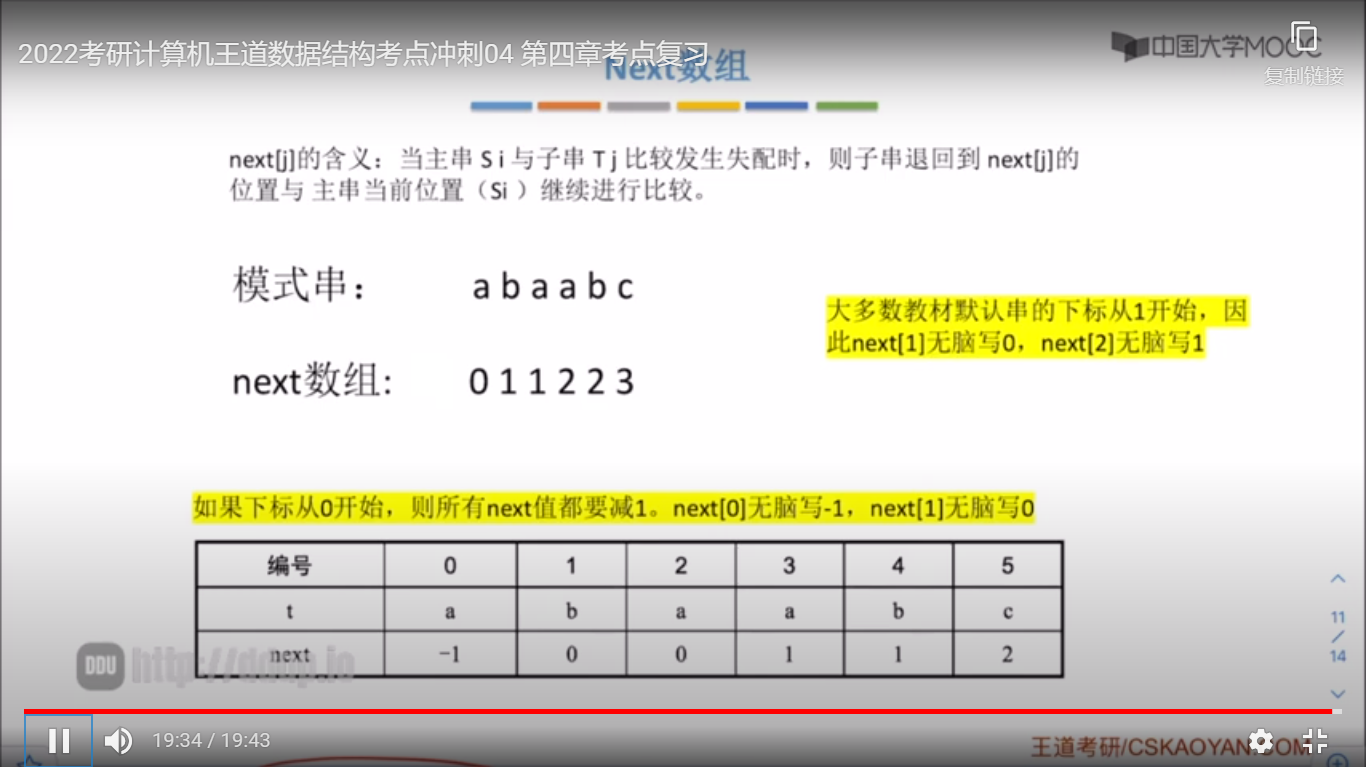 2022考研计算机王道数据结构考点冲刺04 第四章考点复习
中国大学MOOC
复制链接
Next数组
next[j]的含义：当主串 S i 与子串 T j 比较发生失配时，则子串退回到 next[j]的
位置与 主串当前位置（Si ）继续进行比较。
模式串： a b a a b c
大多数教材默认串的下标从1开始，因
此next[1]无脑写0，next[2]无脑写1
next数组: 0 1 1 2 2 3
如果下标从0开始，则所有next值都要减1。next[0]无脑写-1，next[1]无脑写0
编号 0 1 2 3 4 5
t a b a a b c
next -1 0 0 1 1 2
11
/
14
DDU
19:34 / 19:43
王道考研/CSKAOYAN.COM